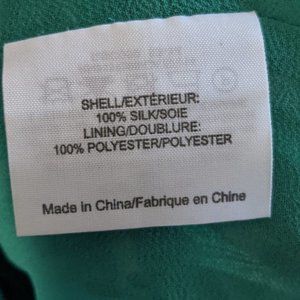 SHELL/EXTÉRIEUR:
100% SILK/SOIE
LINING/DOUBLURE:
100% POLYESTER/POLYESTER
Made in China/Fabrique en Chine